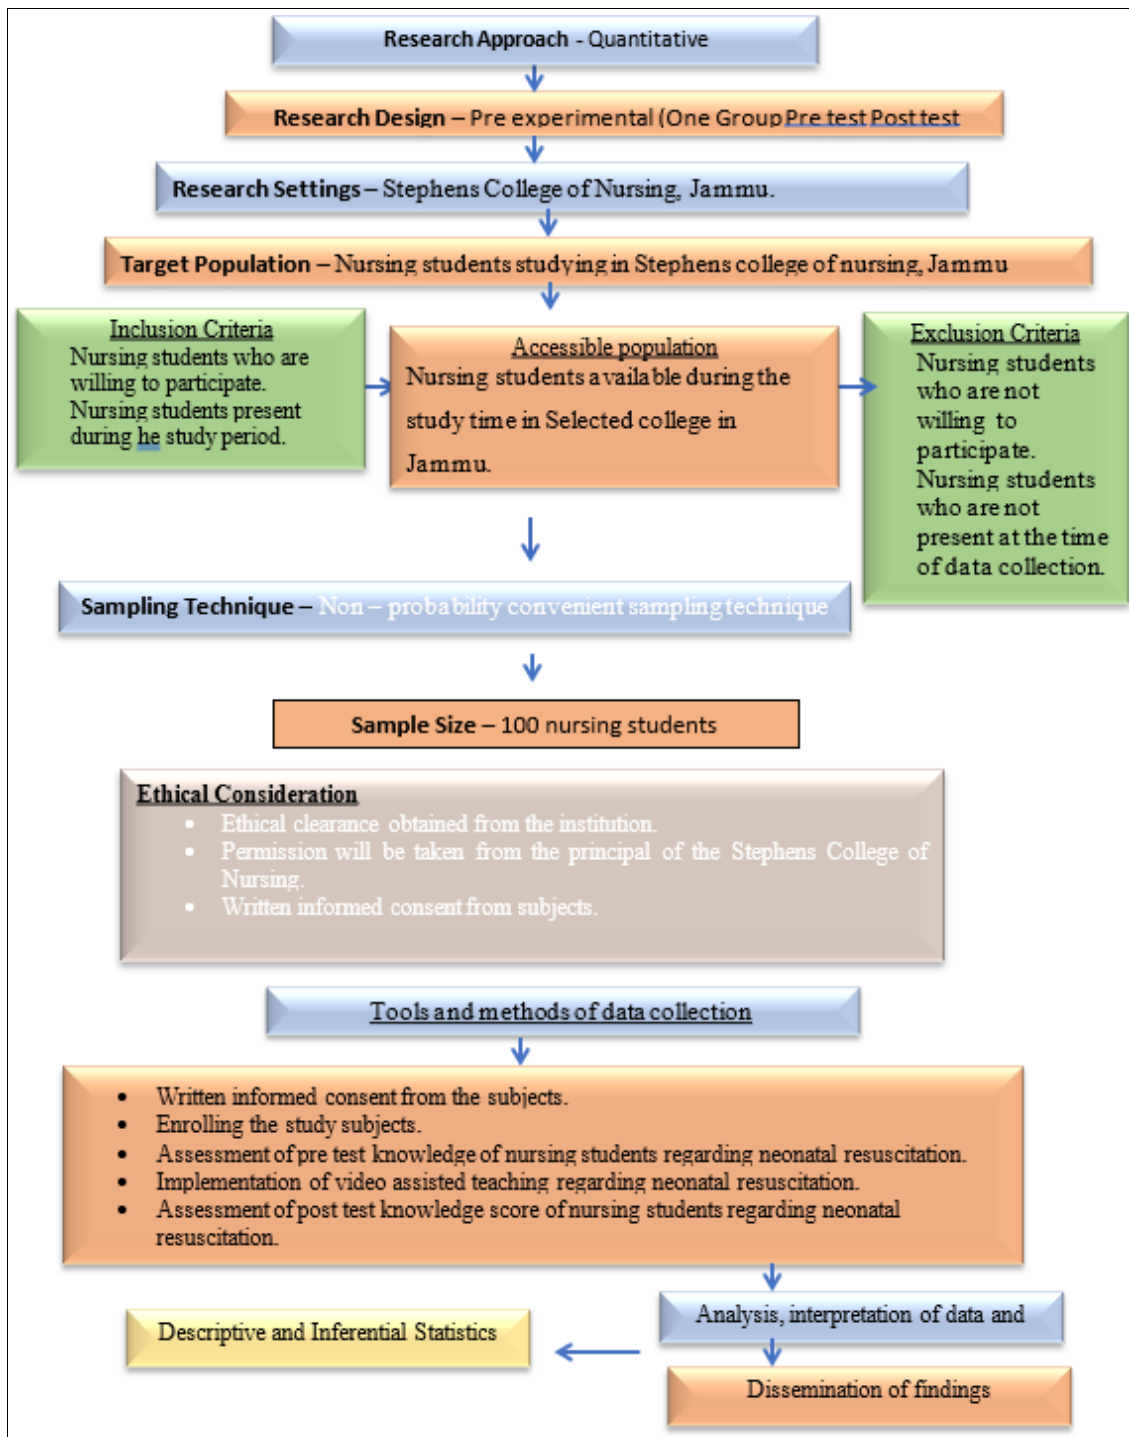 Research Approach - Quantitative
Research Design – Pre experimental (One Group Pre test Post test
Research Settings – Stephens College of Nursing, Jammu.
Target Population – Nursing students studying in Stephens college of nursing, Jammu
Inclusion Criteria
Nursing students who are
willing to participate.
Nursing students present
during he study period.
Accessible population
Nursing students available during the
study time in Selected college in
Jammu.
Exclusion Criteria
Nursing students
who are not
willing to
participate.
Nursing students
who are not
present at the time
of data collection.
Sampling Technique – Non – probability convenient sampling technique
Sample Size – 100 nursing students
Ethical Consideration
• Ethical clearance obtained from the institution.
• Permission will be taken from the principal of the Stephens College of
Nursing.
• Written informed consent from subjects.
Tools and methods of data collection
• Written informed consent from the subjects.
• Enrolling the study subjects.
• Assessment of pre test knowledge of nursing students regarding neonatal resuscitation.
• Implementation of video assisted teaching regarding neonatal resuscitation.
• Assessment of post test knowledge score of nursing students regarding neonatal
resuscitation.
Analysis, interpretation of data and
Descriptive and Inferential Statistics
Dissemination of findings